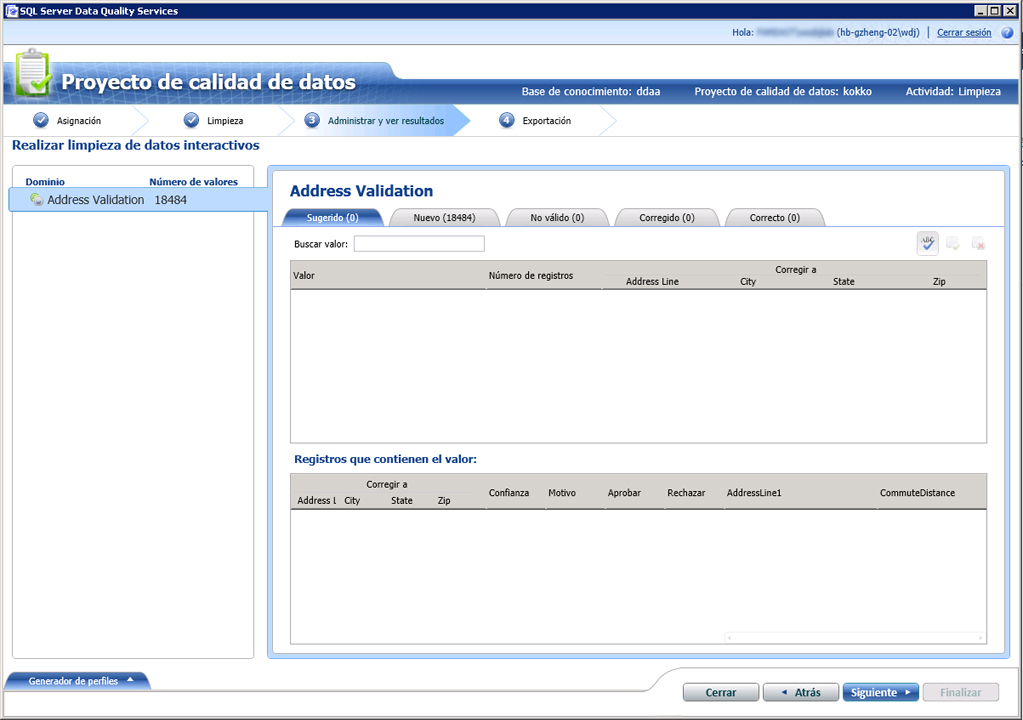 SQL Server Data Quality Services
Hola: (hb-gzheng-02\wdj) | Cerrar sesión ?
Proyecto de calidad de datos
Base de conocimiento: ddaa Proyecto de calidad de datos: kokko Actividad: Limpieza
Asignación Limpieza 3 Administrar y ver resultados 4 Exportación
Realizar limpieza de datos interactivos
Dominio Número de valores
Address Validation 18484
Address Validation
Sugerido (0) Nuevo (18484) No válido (0) Corregido (0) Correcto (0)
Buscar valor:
ABC
Valor Número de registros Corregir a
Address Line City State Zip
Registros que contienen el valor:
Corregir a
Address L City State Zip Confianza Motivo Aprobar Rechazar AddressLine1 CommuteDistance
Generador de perfiles
Cerrar Atrás Siguiente Finalizar